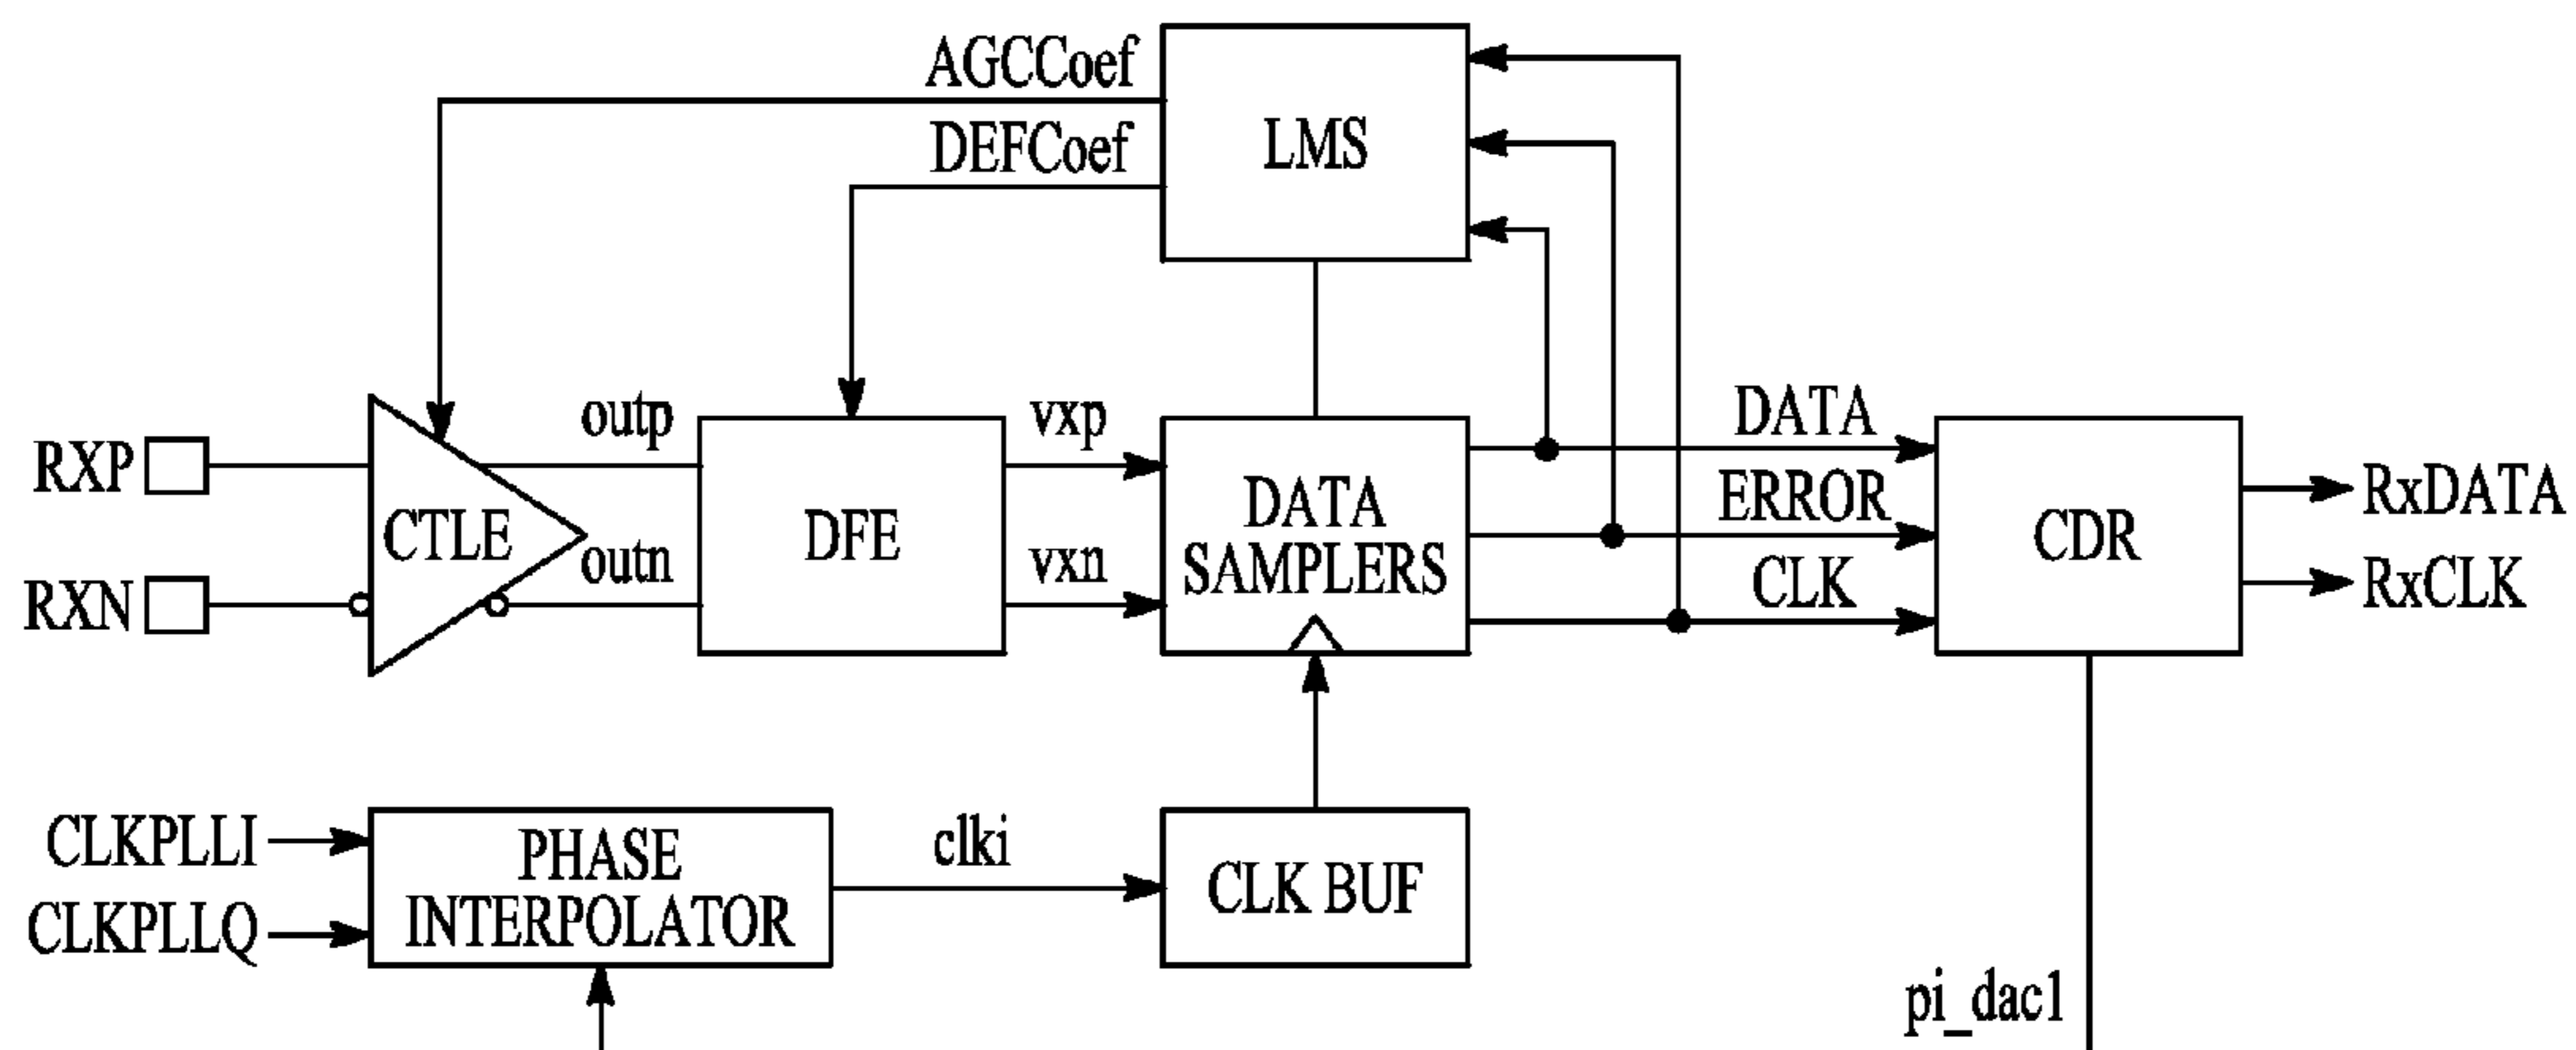 AGCCoef
DEFCoef
LMS
RXP
RXN
CTLE
outp
outn
DFE
vxp
vxn
DATA
SAMPLERS
DATA
ERROR
CLK
CDR
RxDATA
RxCLK
CLKPLLI
CLKPLLQ
PHASE
INTERPOLATOR
clki
CLK BUF
pi_dac1